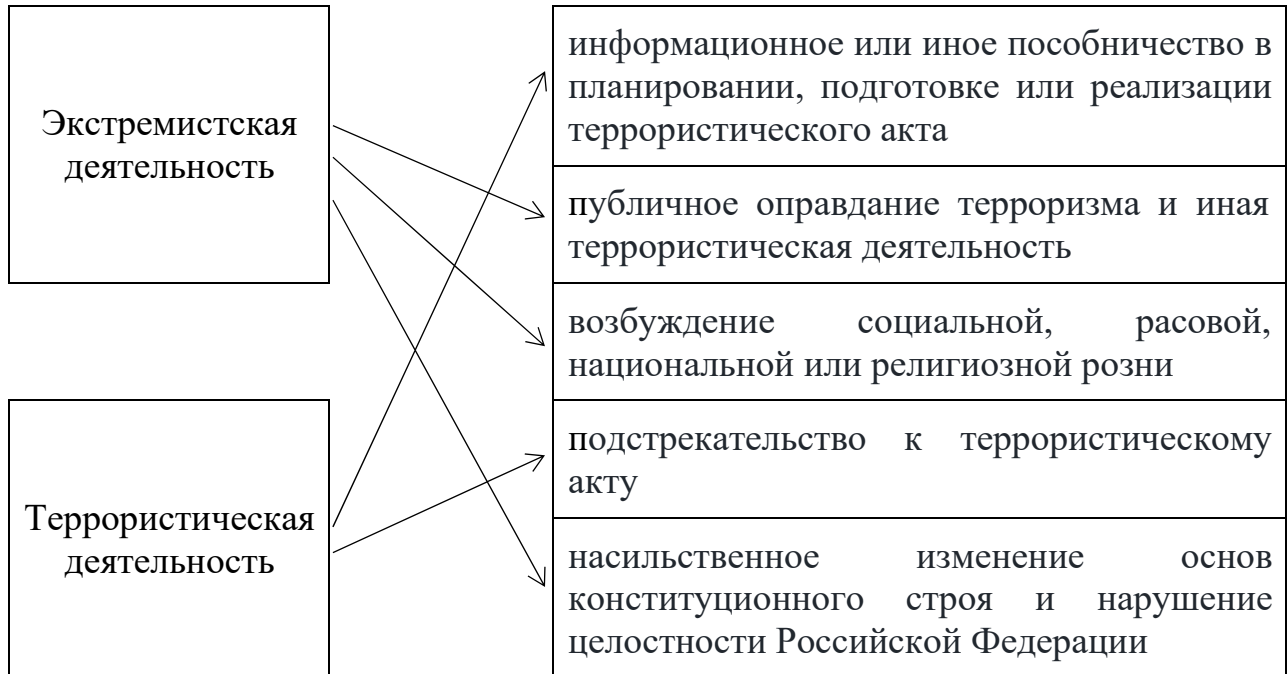 Экстремистская
деятельность
Террористическая
деятельность
информационное или иное пособничество в
планировании, подготовке или реализации
террористического акта
публичное оправдание терроризма и иная
террористическая деятельность
возбуждение социальной, расовой,
национальной или религиозной розни
подстрекательство к террористическому
акту
насильственное изменение основ
конституционного строя и нарушение
целостности Российской Федерации